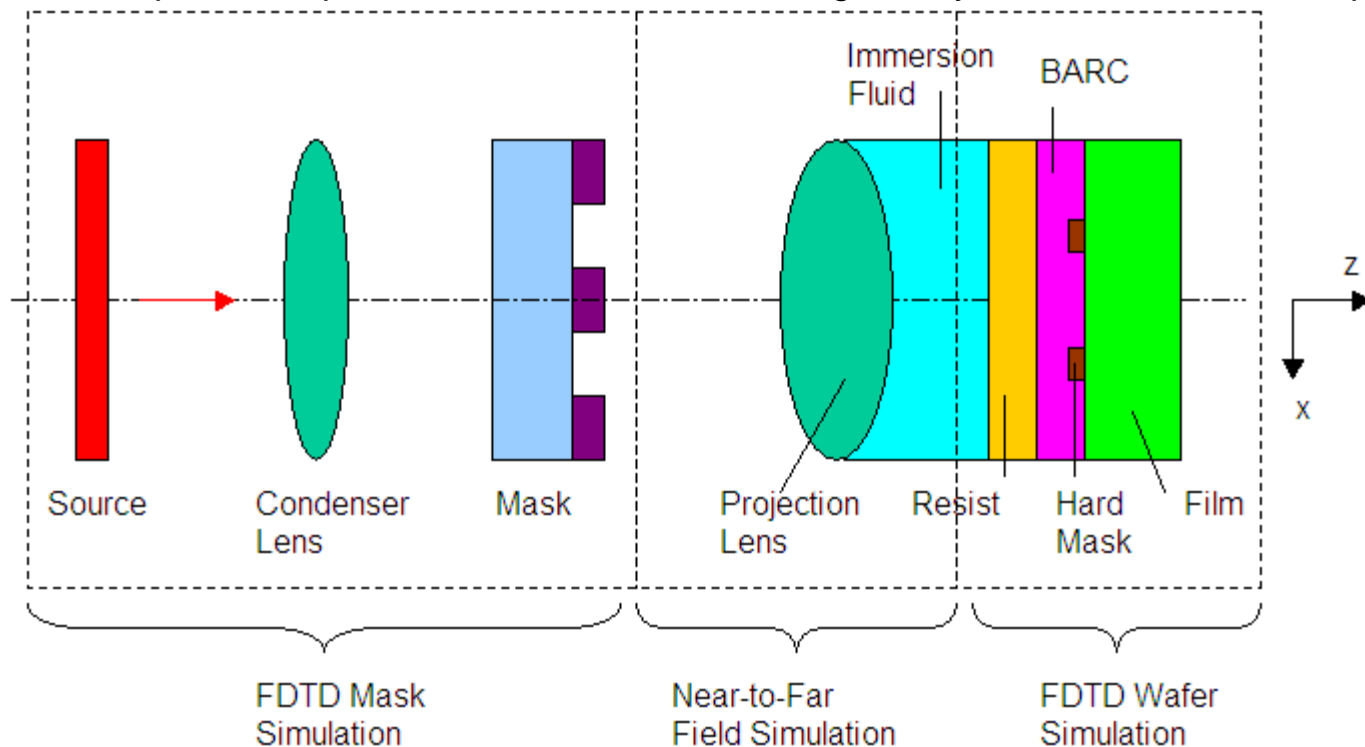 Immersion
Fluid
BARC
Z
X
Source
Condenser
Lens
Mask
Projection
Lens
Resist
Hard
Mask
Film
FDTD Mask
Simulation
Near-to-Far
Field Simulation
FDTD Wafer
Simulation